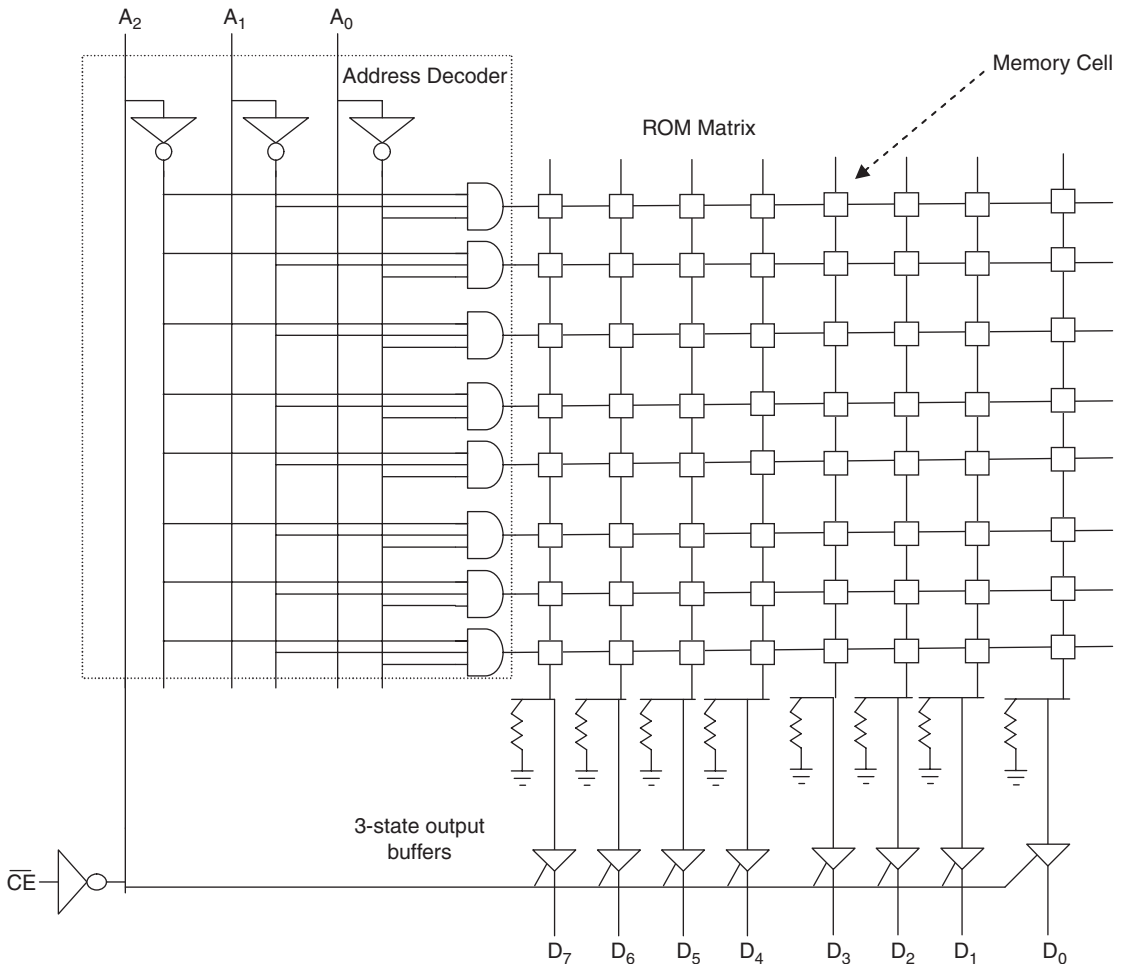 A₂ A₁ A₀
Address Decoder
Memory Cell
ROM Matrix
3-state output
buffers
C̅E̅
D₇ D₆ D₅ D₄ D₃ D₂ D₁ D₀